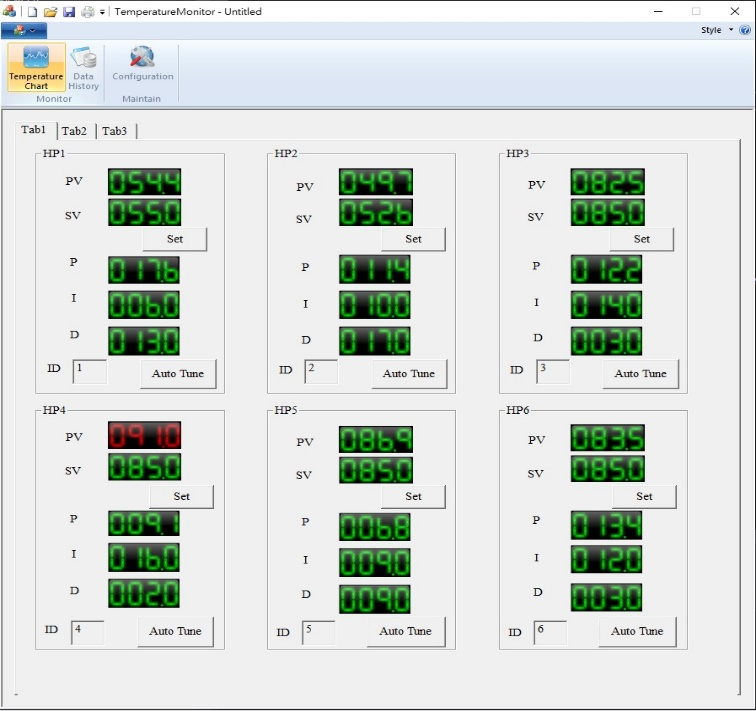 TemperatureMonitor - Untitled
Style
Temperature Chart
Data History
Configuration
Monitor
Maintain
Tab1 Tab2 Tab3
HP1
PV 054.4
SV 055.0
Set
P 017.6
I 006.0
D 013.0
ID 1 Auto Tune
HP2
PV 049.7
SV 052.6
Set
P 011.4
I 010.0
D 017.0
ID 2 Auto Tune
HP3
PV 082.5
SV 085.0
Set
P 012.2
I 014.0
D 003.0
ID 3 Auto Tune
HP4
PV 091.0
SV 085.0
Set
P 009.1
I 016.0
D 002.0
ID 4 Auto Tune
HP5
PV 086.9
SV 085.0
Set
P 006.8
I 009.0
D 009.0
ID 5 Auto Tune
HP6
PV 083.5
SV 085.0
Set
P 013.4
I 012.0
D 003.0
ID 6 Auto Tune